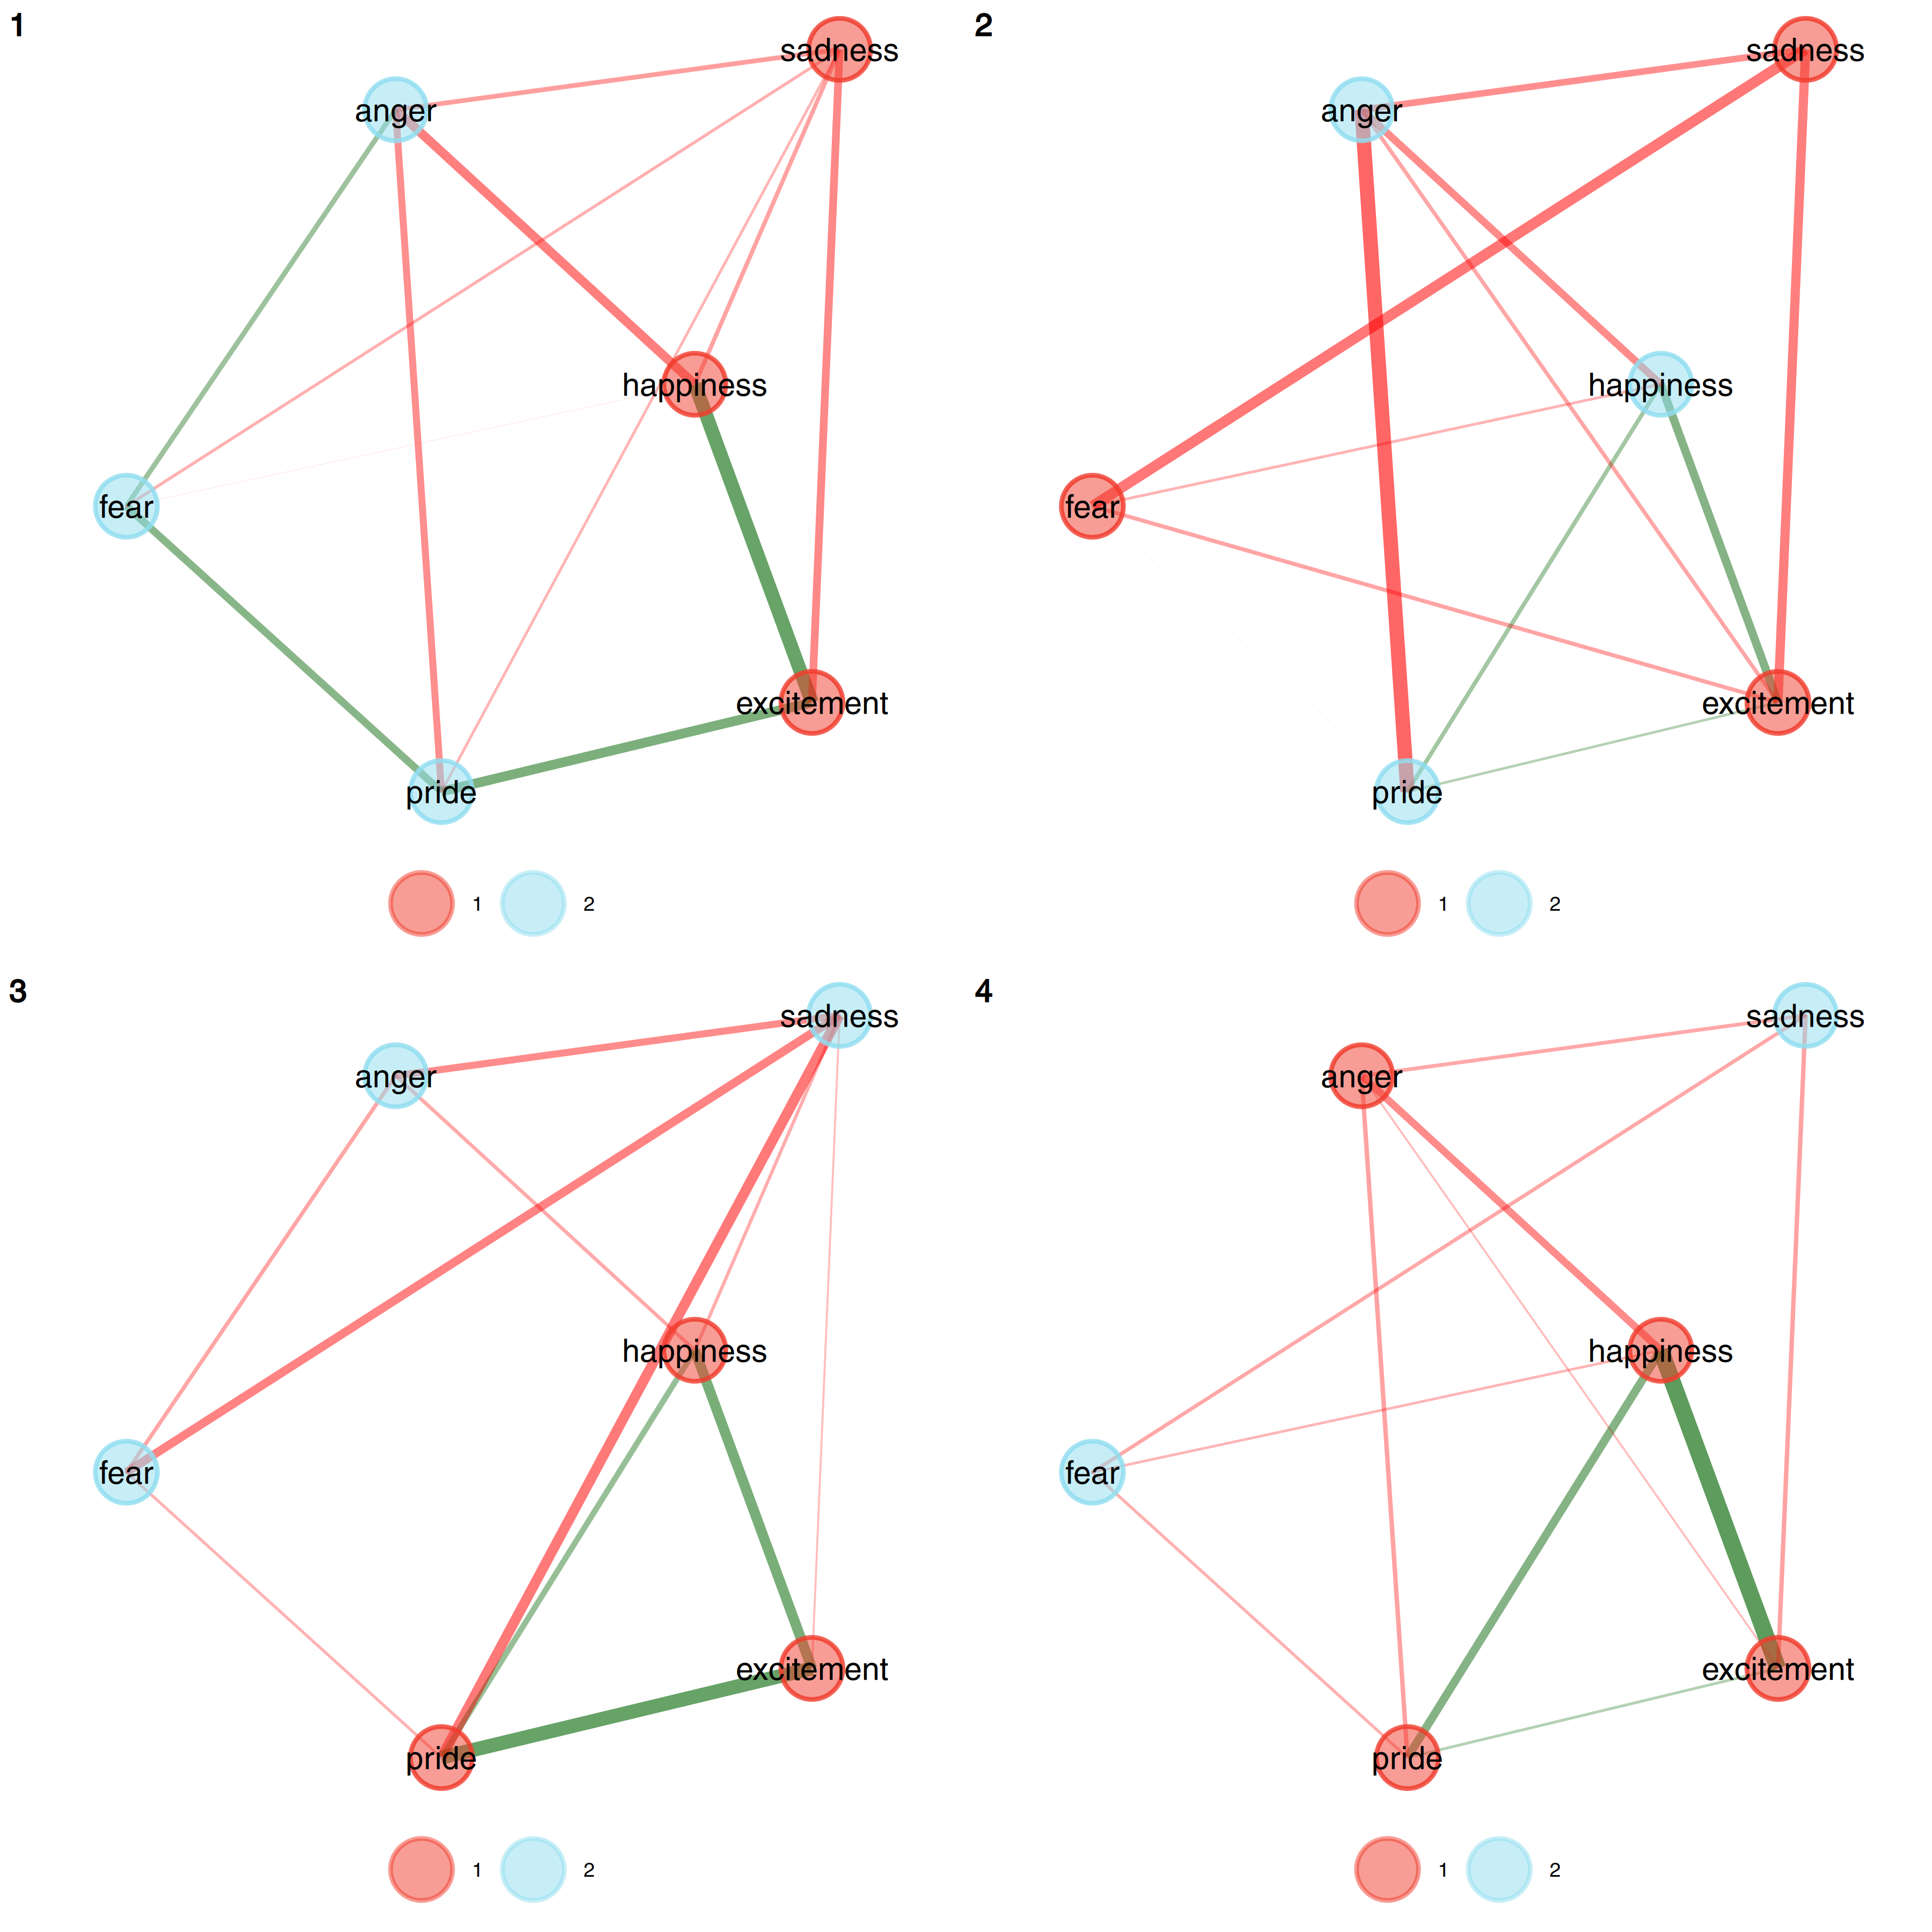 1
sadness
anger
happiness
fear
excitement
pride
1 2
2
sadness
anger
happiness
fear
excitement
pride
1 2
3
sadness
anger
happiness
fear
excitement
pride
1 2
4
sadness
anger
happiness
fear
excitement
pride
1 2